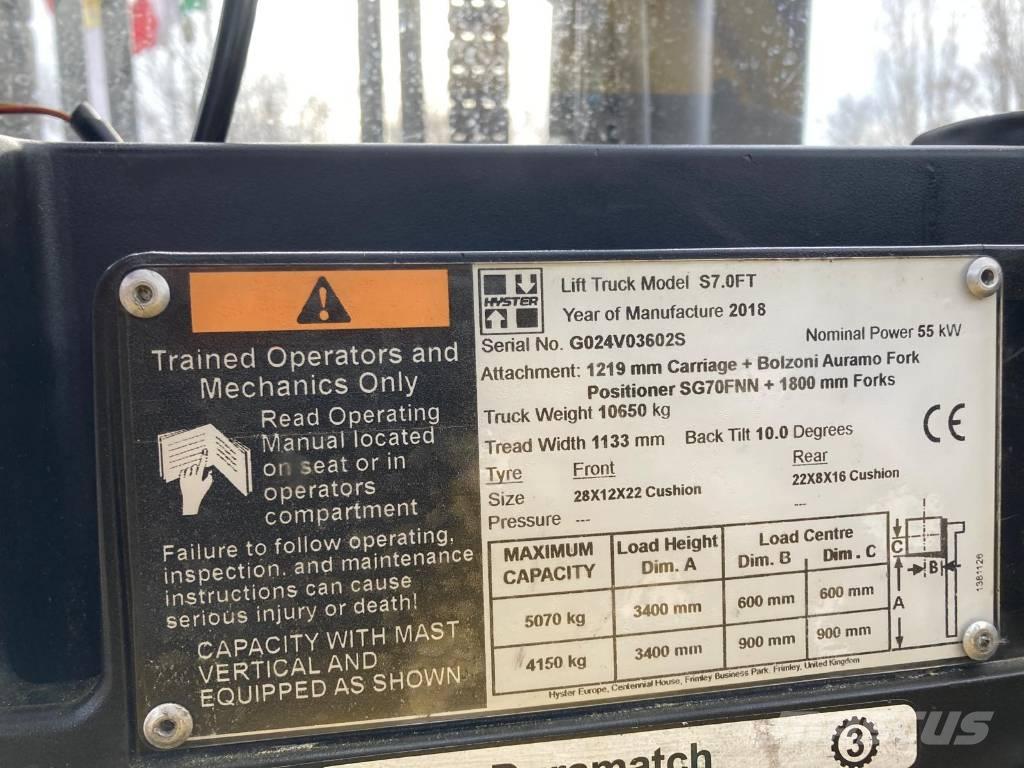 Trained Operators and
Mechanics Only
Read Operating
Manual located
on seat or in
operators
compartment
Failure to follow operating,
inspection, and maintenance
instructions can cause
serious injury or death!
CAPACITY WITH MAST
VERTICAL AND
EQUIPPED AS SHOWN
HYSTER
Lift Truck Model S7.0FT
Year of Manufacture 2018
Serial No. G024V03602S
Nominal Power 55 kW
Attachment: 1219 mm Carriage + Bolzoni Auramo Fork
Positioner SG70FNN + 1800 mm Forks
Truck Weight 10650 kg
Tread Width 1133 mm Back Tilt 10.0 Degrees
CE
Tyre Front Rear
Size 28X12X22 Cushion 22X8X16 Cushion
Pressure --- ---
MAXIMUM CAPACITY Load Height Dim. A Load Centre Dim. B Dim. C
5070 kg 3400 mm 600 mm 600 mm
4150 kg 3400 mm 900 mm 900 mm
C
B
A
1381126
Hyster Europe, Centennial House, Frimley Business Park, Frimley, United Kingdom
3